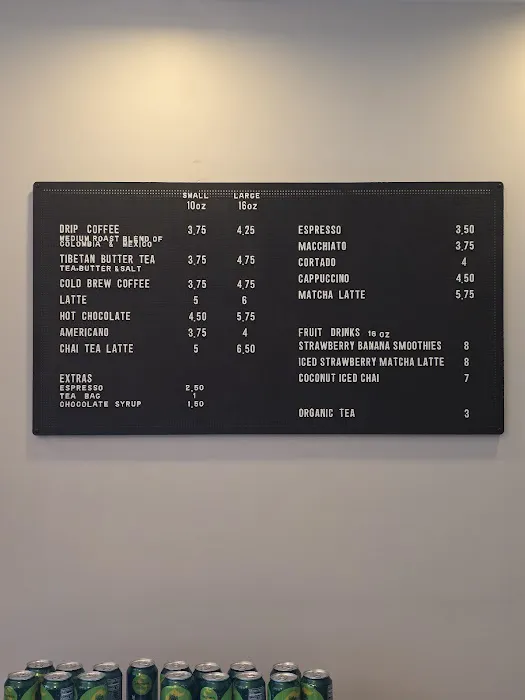 SMALL LARGE
10oz 16oz
DRIP COFFEE 3.75 4.25
MEDIUM ROAST BLEND OF
COLOMBIA & MEXICO
TIBETAN BUTTER TEA 3.75 4.75
TEA.BUTTER & SALT
COLD BREW COFFEE 3.75 4.75
LATTE 5 6
HOT CHOCOLATE 4.50 5.75
AMERICANO 3.75 4
CHAI TEA LATTE 5 6.50
EXTRAS
ESPRESSO 2.50
TEA BAG 1
CHOCOLATE SYRUP 1.50
ESPRESSO 3.50
MACCHIATO 3.75
CORTADO 4
CAPPUCCINO 4.50
MATCHA LATTE 5.75
FRUIT DRINKS 16 OZ
STRAWBERRY BANANA SMOOTHIES 8
ICED STRAWBERRY MATCHA LATTE 8
COCONUT ICED CHAI 7
ORGANIC TEA 3